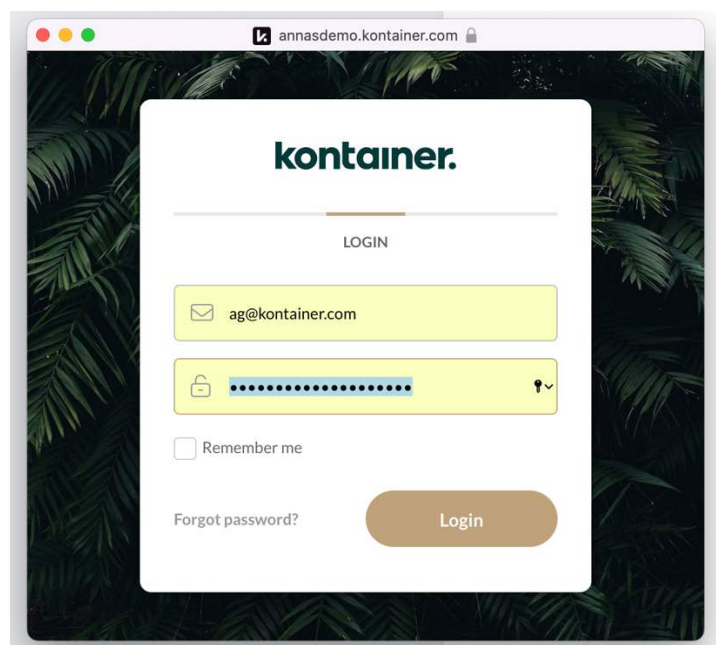 annasdemo.kontainer.com
kontainer.
LOGIN
ag@kontainer.com
Remember me
Forgot password?
Login